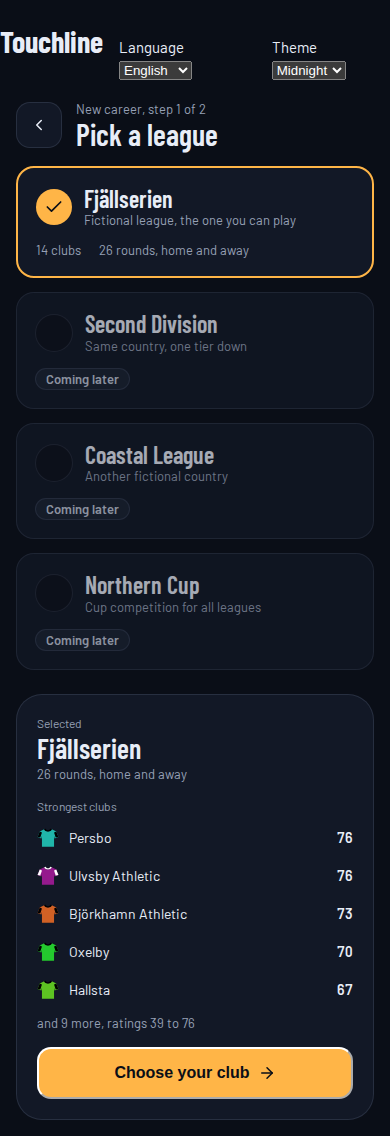 Touchline
Language
Theme
English
Midnight
New career, step 1 of 2
Pick a league
Fjällserien
Fictional league, the one you can play
14 clubs 26 rounds, home and away
Second Division
Same country, one tier down
Coming later
Coastal League
Another fictional country
Coming later
Northern Cup
Cup competition for all leagues
Coming later
Selected
Fjällserien
26 rounds, home and away
Strongest clubs
Persbo 76
Ulvsby Athletic 76
Björkhamn Athletic 73
Oxelby 70
Hallsta 67
and 9 more, ratings 39 to 76
Choose your club